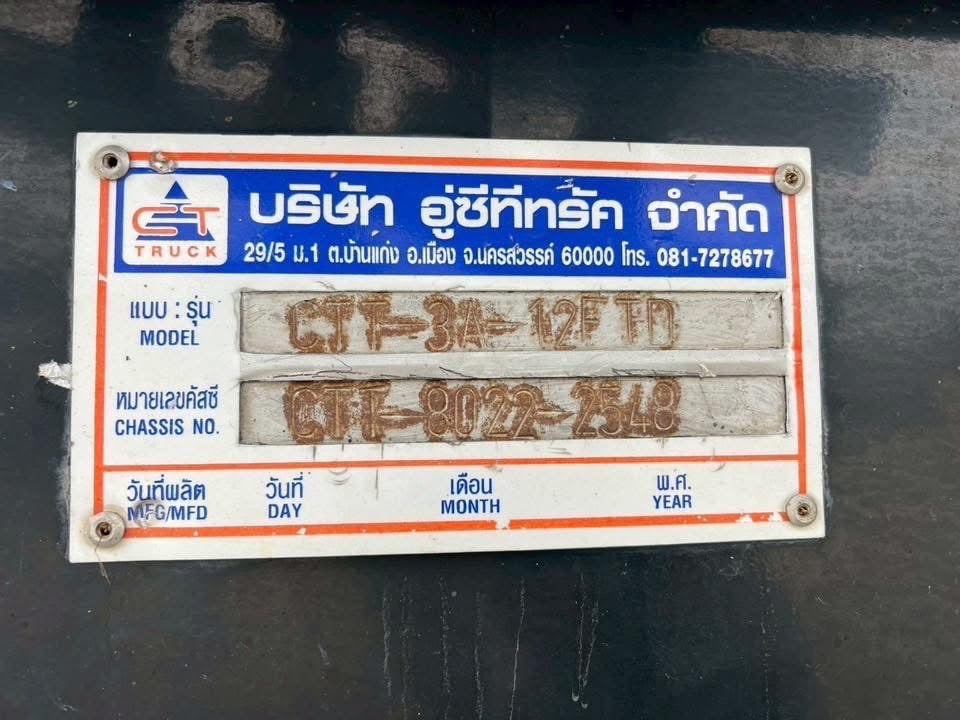 CT
CTT
TRUCK
บริษัท อู่ซีทีทรัค จำกัด
29/5 ม.1 ต.บ้านแก่ง อ.เมือง จ.นครสวรรค์ 60000 โทร. 081-7278677
แบบ : รุ่น
MODEL
CTT-3A-12FTD
หมายเลขคัสซี
CHASSIS NO.
CTT-8022-2548
วันที่ผลิต วันที่ เดือน พ.ศ.
MFG/MFD DAY MONTH YEAR